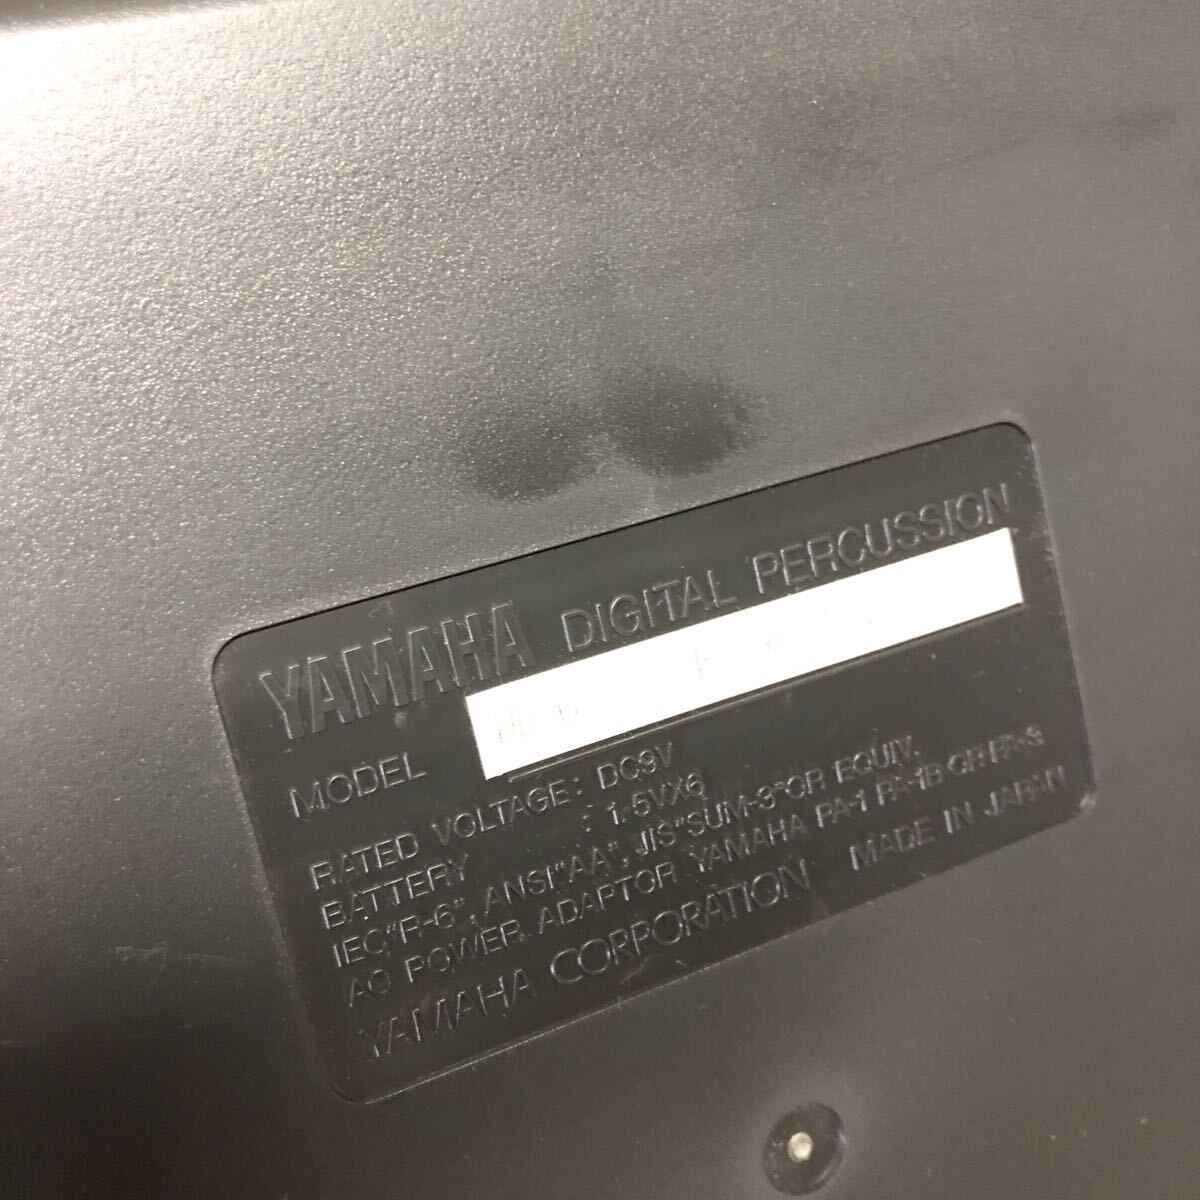 YAMAHA DIGITAL PERCUSSION
MODEL
RATED VOLTAGE: DC9V
BATTERY : 1.5VX6
IEC"R-6", ANSI"AA", JIS"SUM-3"OR EQUIV.
AC POWER ADAPTOR YAMAHA PA-1 PA-1B OR PA-3
YAMAHA CORPORATION MADE IN JAPAN